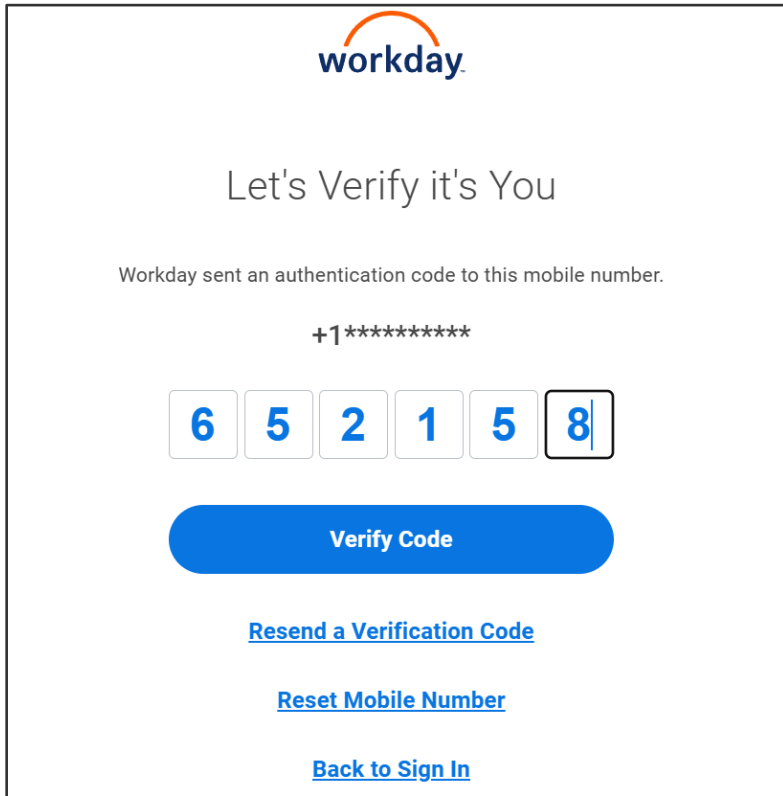 workday
Let's Verify it's You
Workday sent an authentication code to this mobile number.
+1**********
6 5 2 1 5 8
Verify Code
Resend a Verification Code
Reset Mobile Number
Back to Sign In